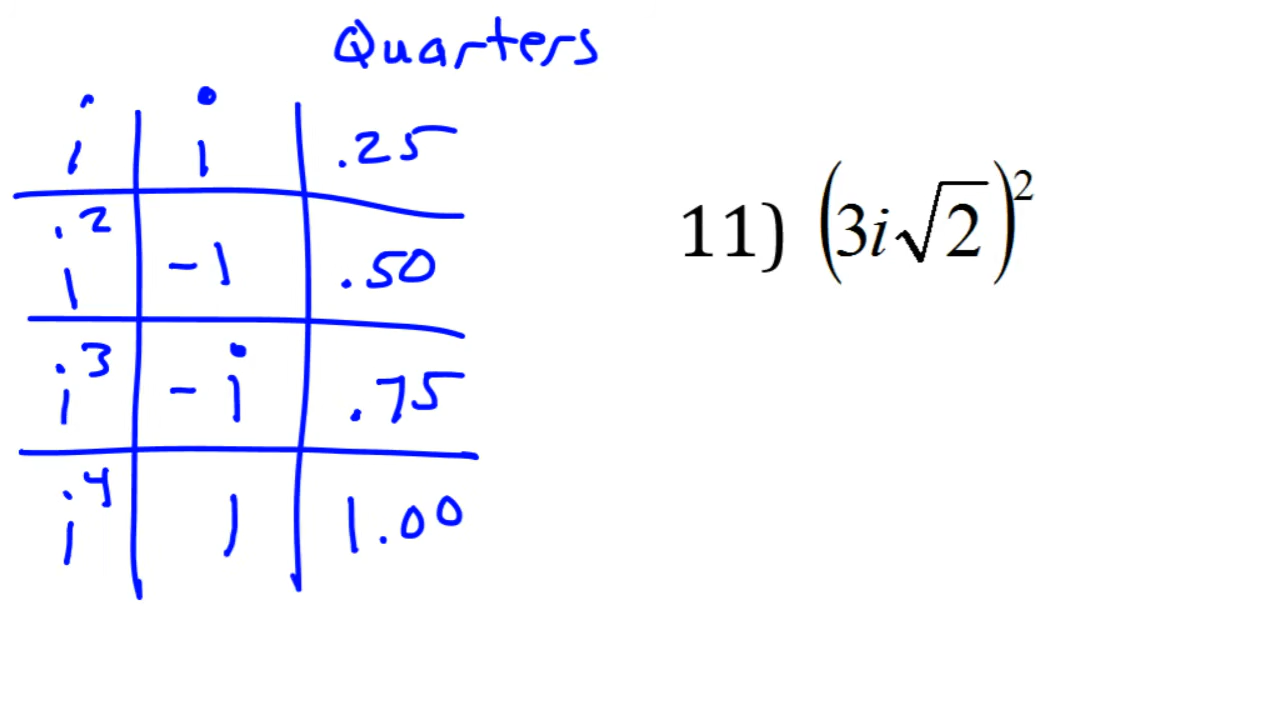 Quarters
i | i | .25
i² | -1 | .50
i³ | -i | .75
i⁴ | 1 | 1.00
11) (3i√2)²